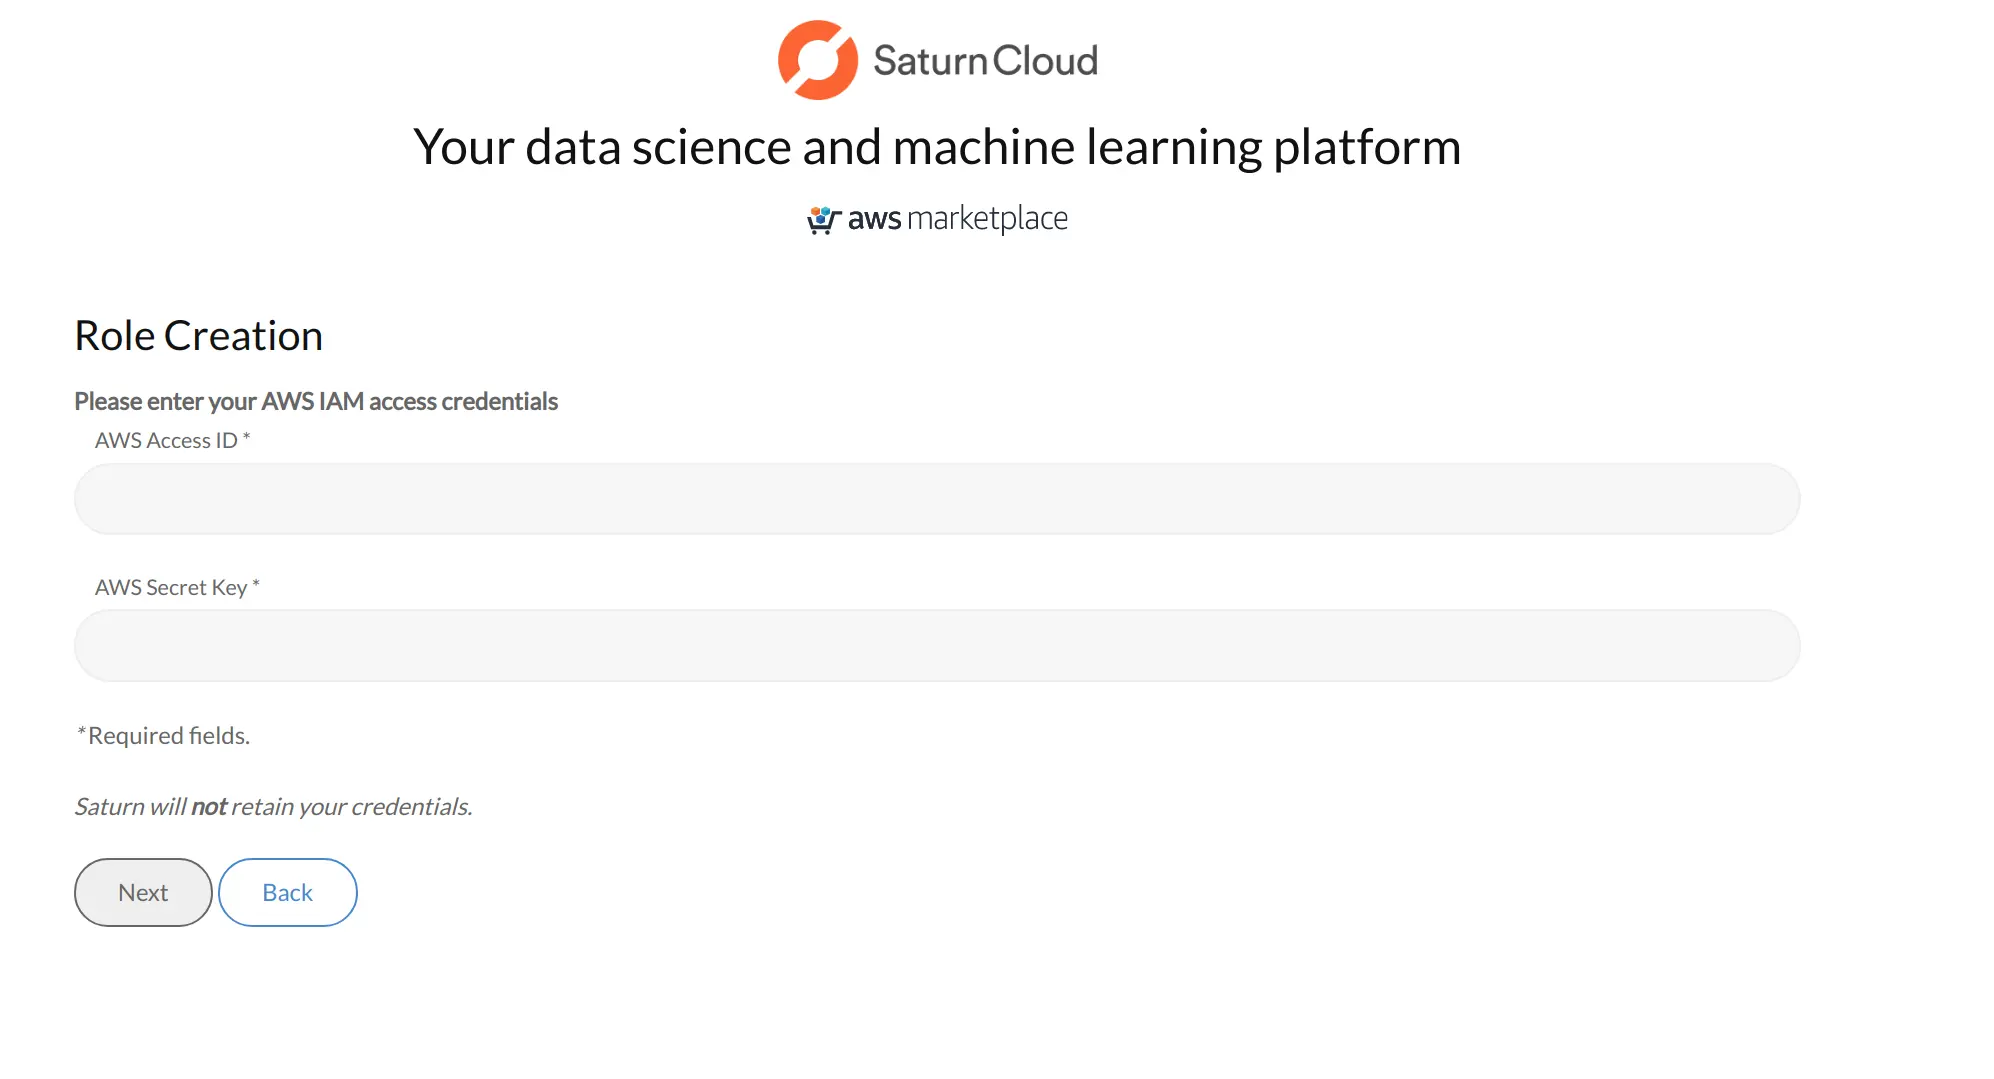 Saturn Cloud
Your data science and machine learning platform
aws marketplace
Role Creation
Please enter your AWS IAM access credentials
AWS Access ID *
AWS Secret Key *
*Required fields.
Saturn will not retain your credentials.
Next Back